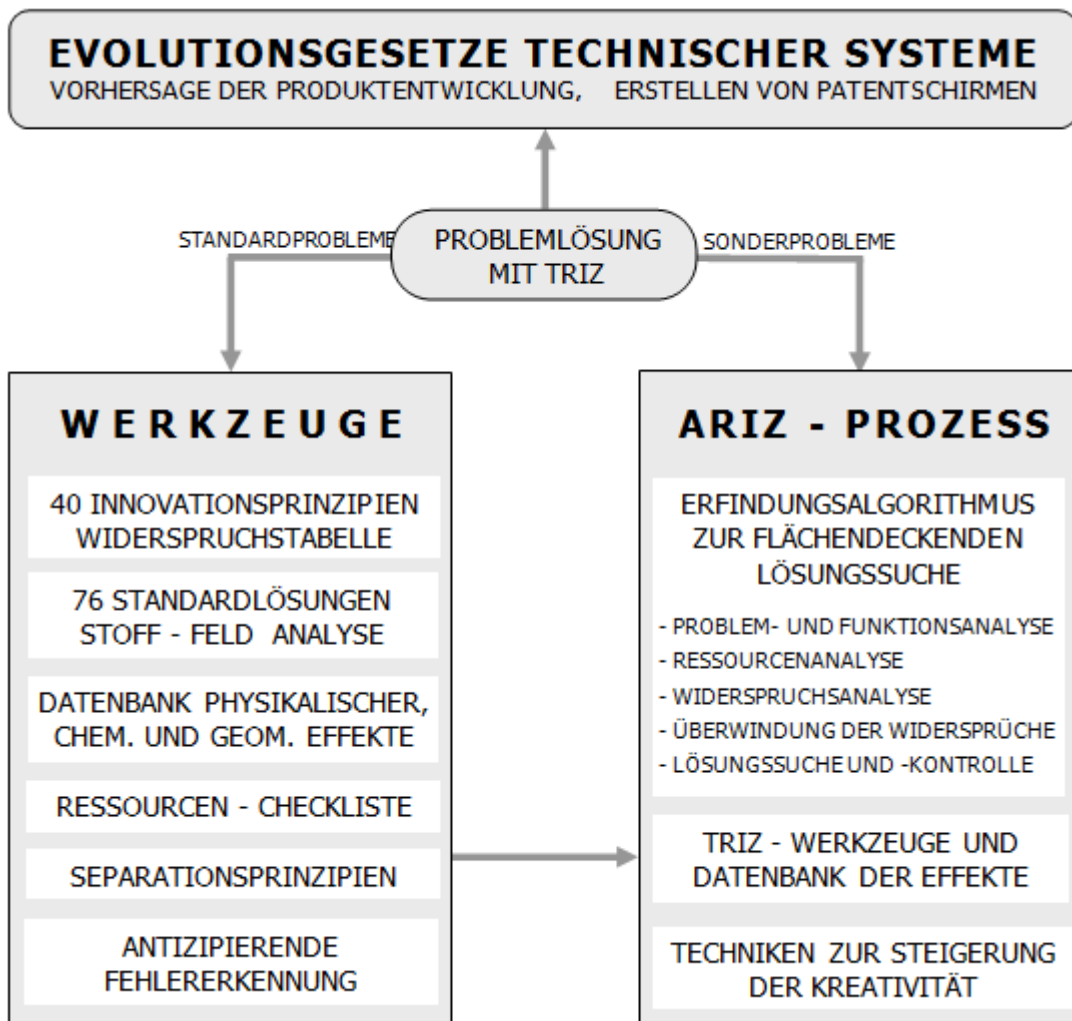 EVOLUTIONSGESETZE TECHNISCHER SYSTEME
VORHERSAGE DER PRODUKTENTWICKLUNG, ERSTELLEN VON PATENTSCHIRMEN
STANDARDPROBLEME
PROBLEMLÖSUNG
MIT TRIZ
SONDERPROBLEME
WERKZEUGE
40 INNOVATIONSPRINZIPIEN
WIDERSPRUCHSTABELLE
76 STANDARDLÖSUNGEN
STOFF - FELD ANALYSE
DATENBANK PHYSIKALISCHER,
CHEM. UND GEOM. EFFEKTE
RESSOURCEN - CHECKLISTE
SEPARATIONSPRINZIPIEN
ANTIZIPIERENDE
FEHLERERKENNUNG
ARIZ - PROZESS
ERFINDUNGSALGORITHMUS
ZUR FLÄCHENDECKENDEN
LÖSUNGSSUCHE
- PROBLEM- UND FUNKTIONSANALYSE
- RESSOURCENANALYSE
- WIDERSPRUCHSANALYSE
- ÜBERWINDUNG DER WIDERSPRÜCHE
- LÖSUNGSSUCHE UND -KONTROLLE
TRIZ - WERKZEUGE UND
DATENBANK DER EFFEKTE
TECHNIKEN ZUR STEIGERUNG
DER KREATIVITÄT